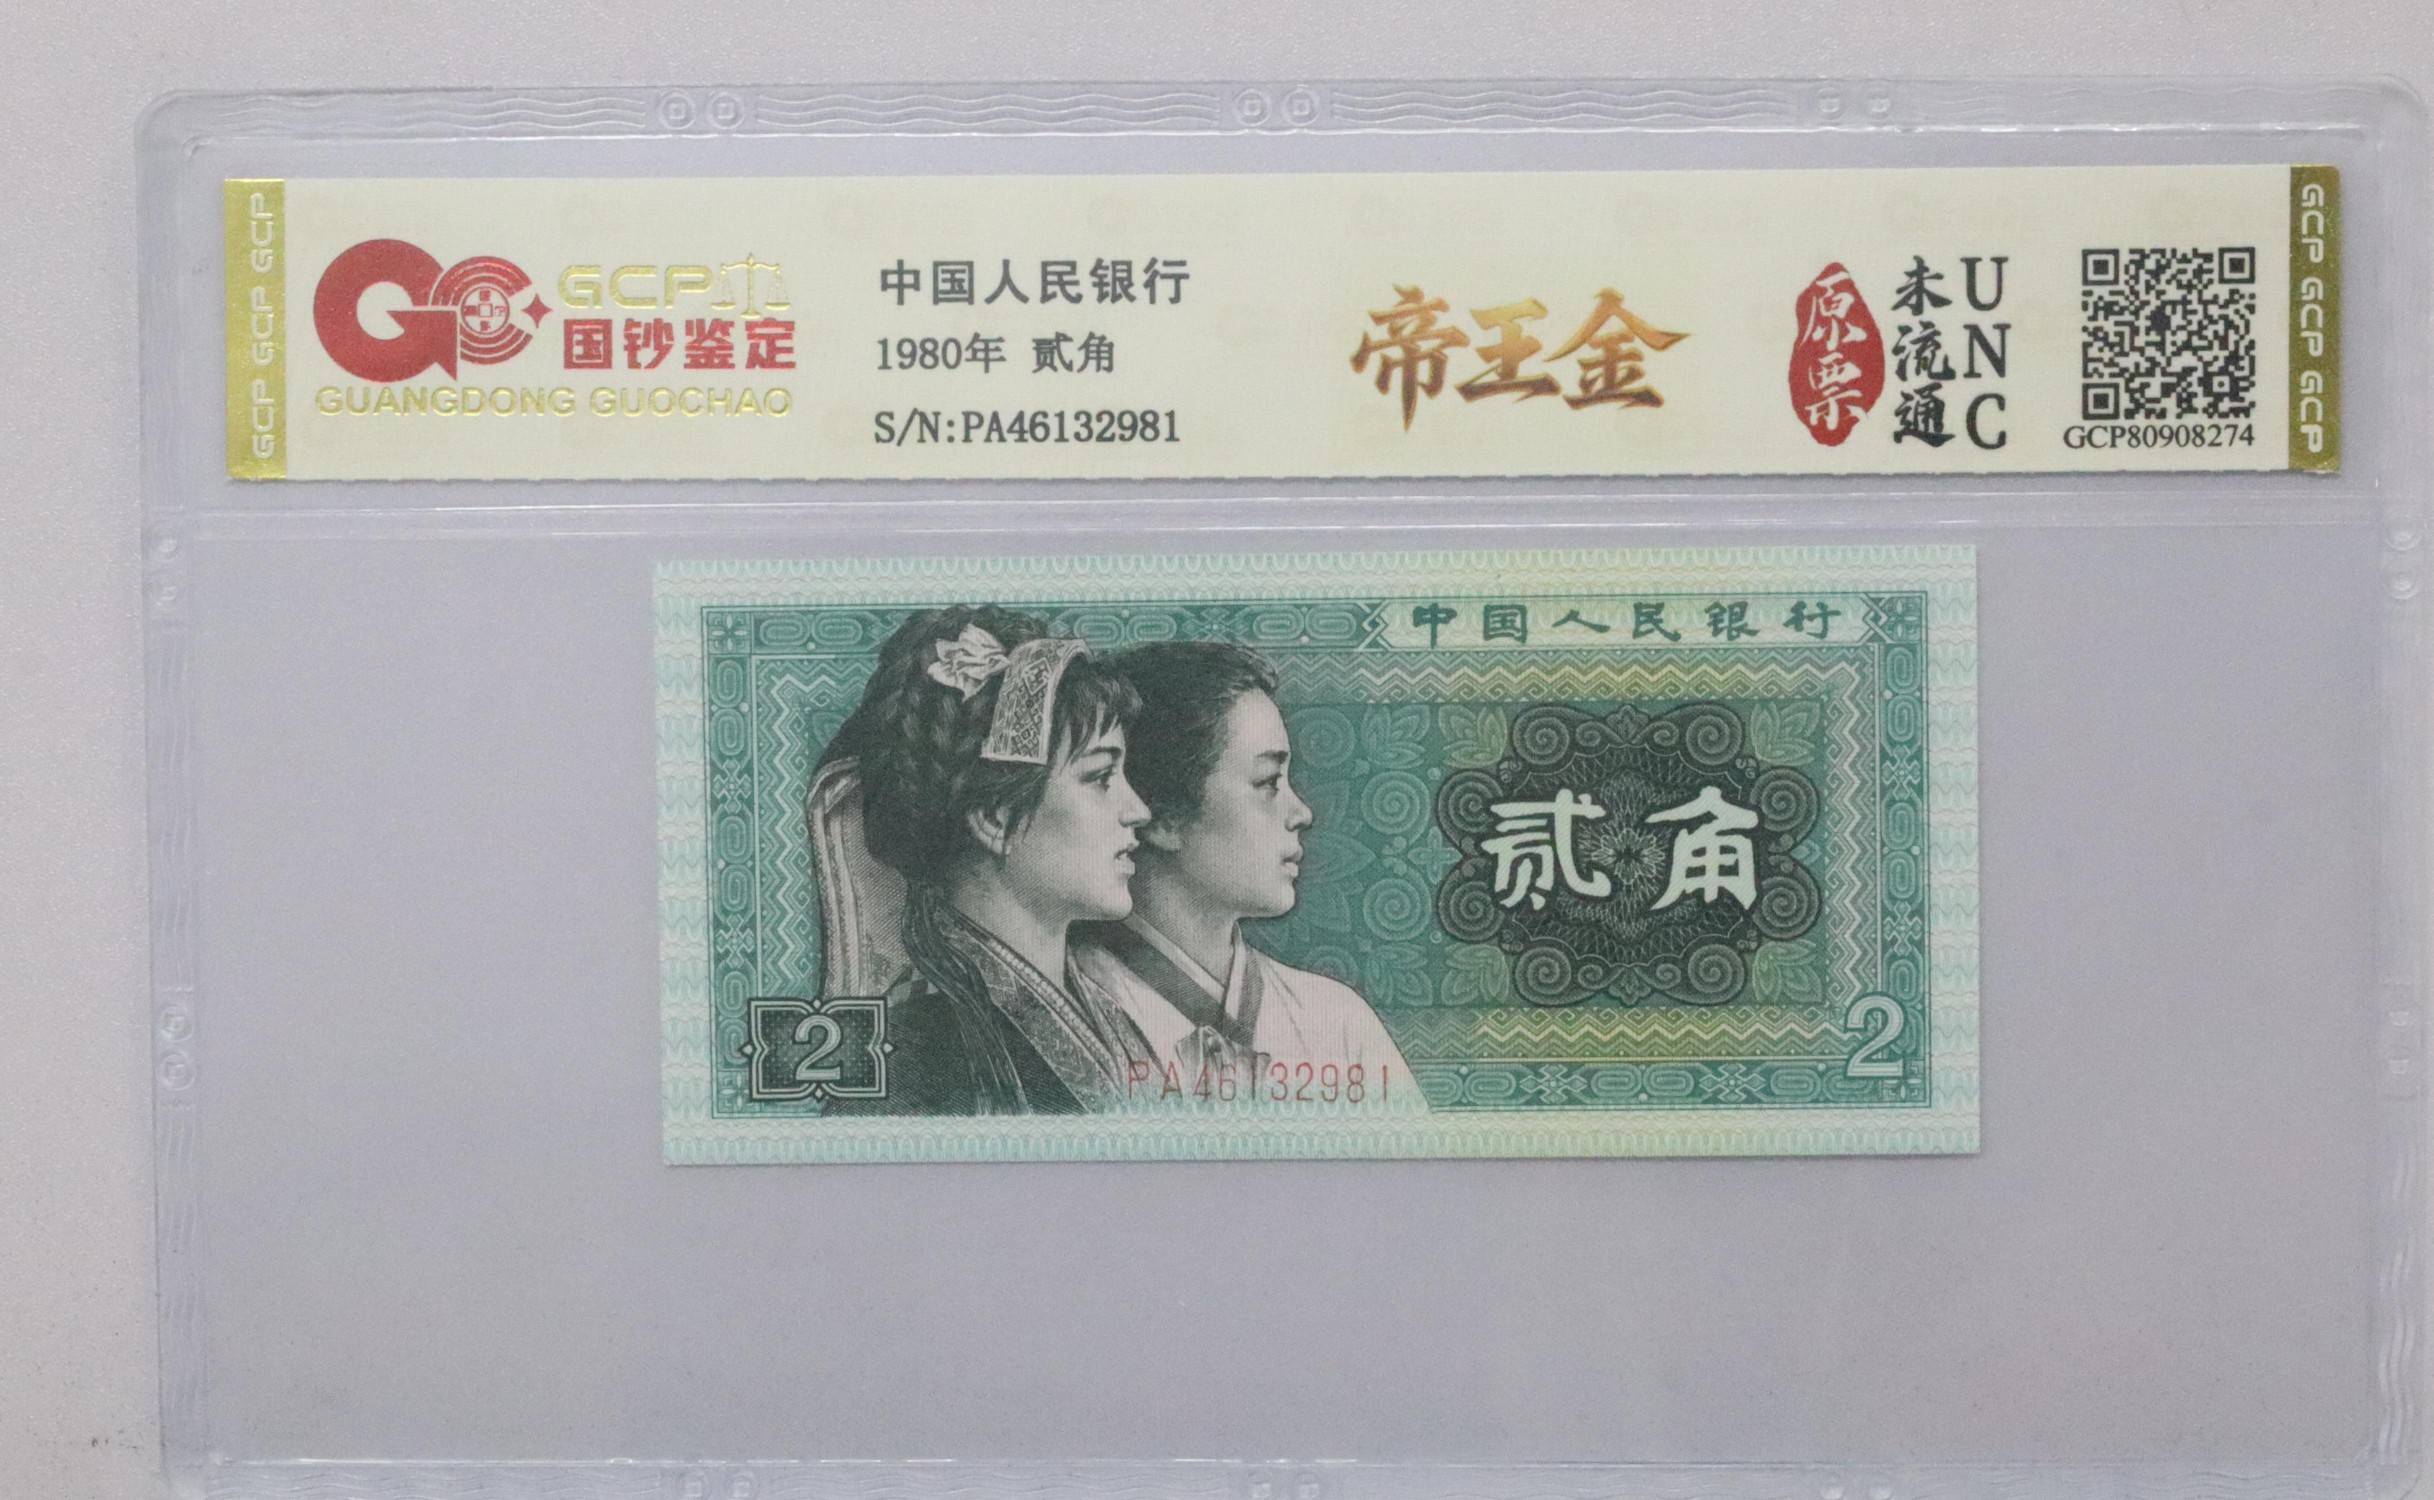 GCP GCP GCP
GCP
国钞鉴定
GUANGDONG GUOCHAO
中国人民银行
1980年 贰角
S/N:PA46132981
帝王金
原票
未流通
UNC
GCP80908274
GCP GCP GCP
中国人民银行
贰角
2
2
PA46132981